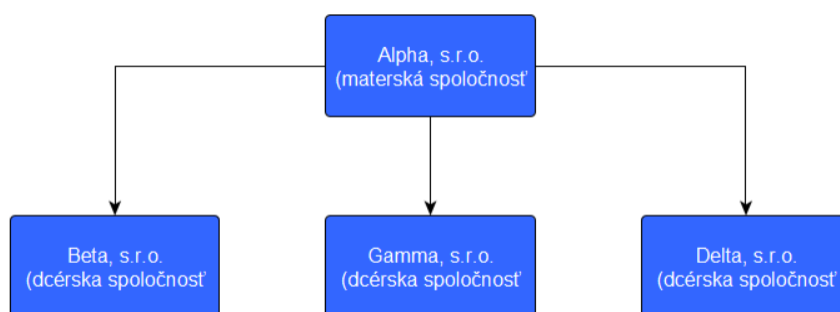 Alpha, s.r.o.
(materská spoločnosť
Beta, s.r.o.
(dcérska spoločnosť
Gamma, s.r.o.
(dcérska spoločnosť
Delta, s.r.o.
(dcérska spoločnosť